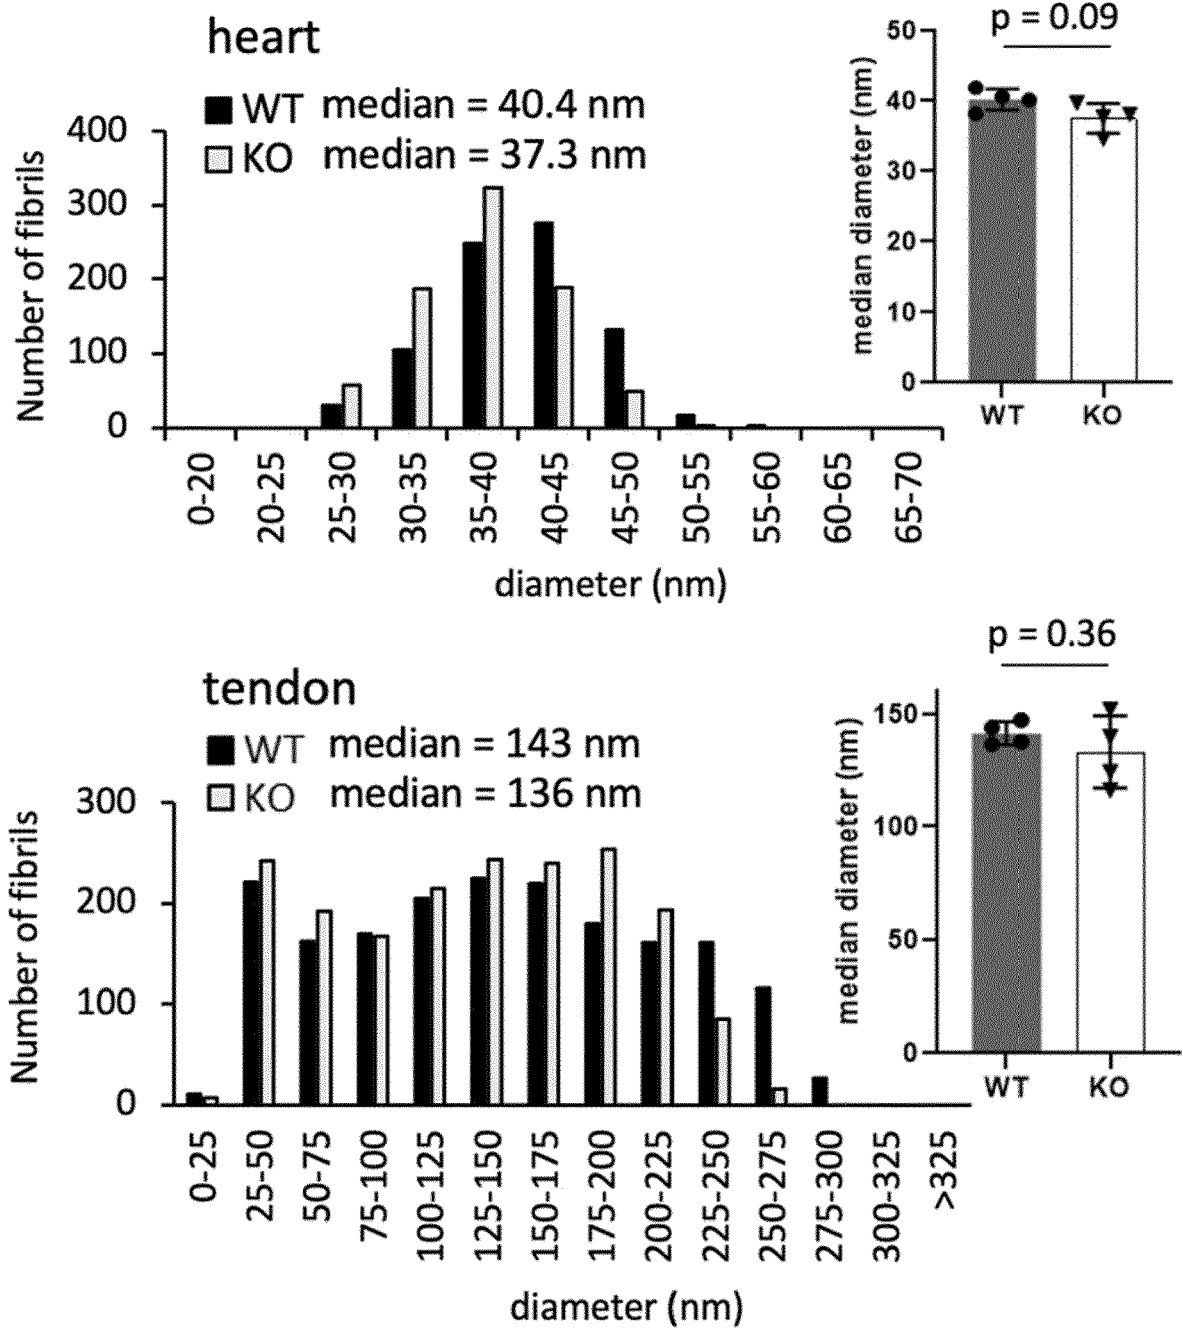 heart
WT median = 40.4 nm
KO median = 37.3 nm
Number of fibrils
400
300
200
100
0
0-20
20-25
25-30
30-35
35-40
40-45
45-50
50-55
55-60
60-65
65-70
diameter (nm)
p = 0.09
median diameter (nm)
50
40
30
20
10
0
WT
KO
tendon
WT median = 143 nm
KO median = 136 nm
Number of fibrils
300
200
100
0
0-25
25-50
50-75
75-100
100-125
125-150
150-175
175-200
200-225
225-250
250-275
275-300
300-325
>325
diameter (nm)
p = 0.36
median diameter (nm)
150
100
50
0
WT
KO